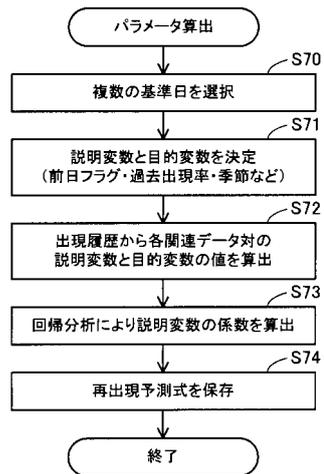 パラメータ算出
S70
複数の基準日を選択
S71
説明変数と目的変数を決定
(前日フラグ・過去出現率・季節など)
S72
出現履歴から各関連データ対の
説明変数と目的変数の値を算出
S73
回帰分析により説明変数の係数を算出
S74
再出現予測式を保存
終了